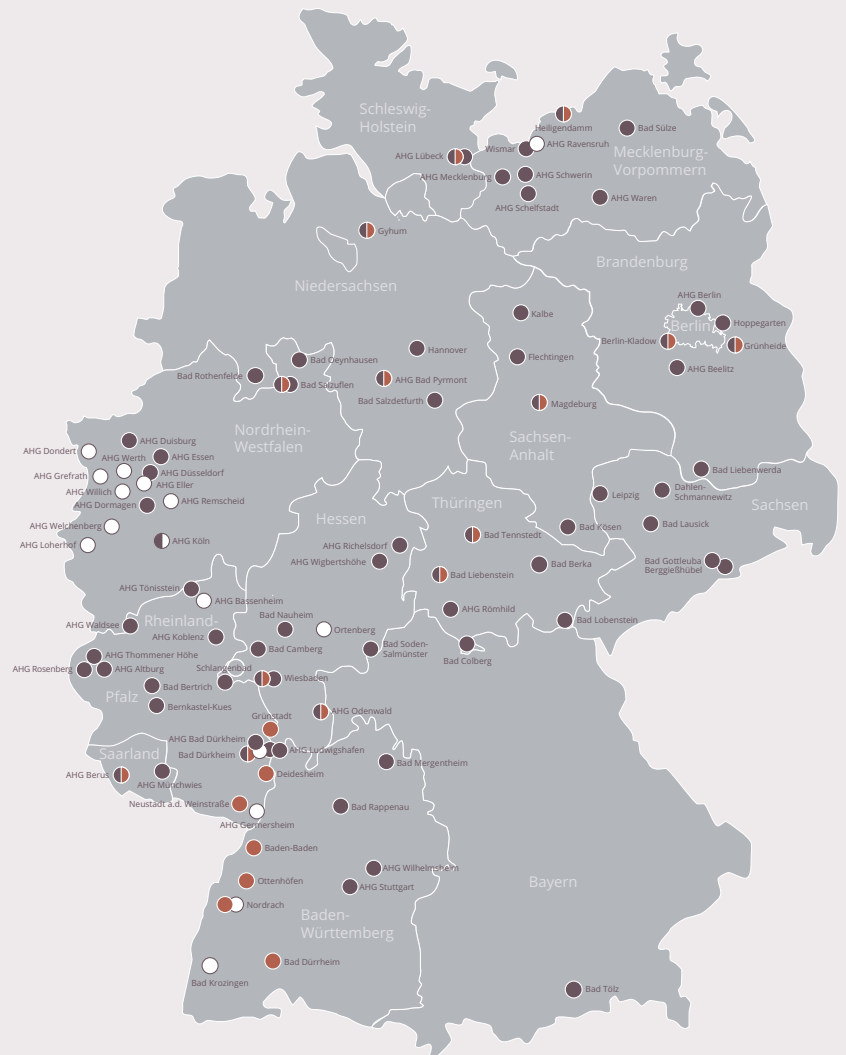 Schleswig-
Holstein
Heiligendamm
Bad Sülze
AHG Ravensruh
Wismar
AHG Lübeck
Mecklenburg-
Vorpommern
AHG Mecklenburg
AHG Schwerin
AHG Schelfstadt
AHG Waren
Gyhum
Brandenburg
Niedersachsen
AHG Berlin
Kalbe
Hoppegarten
Berlin
Berlin-Kladow
Grünheide
Hannover
Flechtingen
Bad Oeynhausen
AHG Beelitz
Bad Rothenfelde
Bad Salzuflen
AHG Bad Pyrmont
Bad Salzdetfurth
Magdeburg
Nordrhein-
Westfalen
Sachsen-
Anhalt
AHG Duisburg
AHG Dondert
AHG Werth
AHG Essen
AHG Düsseldorf
AHG Grefrath
AHG Eller
AHG Willich
AHG Remscheid
AHG Dormagen
AHG Welchenberg
AHG Loherhof
AHG Köln
Bad Liebenwerda
Leipzig
Dahlen-
Schmannewitz
Thüringen
Sachsen
Hessen
Bad Kösen
Bad Lausick
Bad Tennstedt
AHG Richelsdorf
AHG Wigbertshöhe
Bad Berka
Bad Gottleuba
Berggießhübel
Bad Liebenstein
AHG Tönisstein
AHG Bassenheim
AHG Römhild
Bad Lobenstein
Bad Nauheim
Rheinland-
AHG Waldsee
Ortenberg
AHG Koblenz
Bad Camberg
Bad Soden-
Salmünster
Bad Colberg
AHG Thommener Höhe
AHG Rosenberg
AHG Altburg
Schlangenbad
Wiesbaden
Bad Bertrich
Pfalz
Bernkastel-Kues
AHG Odenwald
Grünstadt
AHG Bad Dürkheim
AHG Ludwigshafen
Saarland
Bad Dürkheim
Bad Mergentheim
AHG Berus
Deidesheim
AHG Münchwies
Neustadt a.d. Weinstraße
Bad Rappenau
AHG Germersheim
Baden-Baden
AHG Wilhelmsheim
Ottenhöfen
AHG Stuttgart
Bayern
Nordrach
Baden-
Württemberg
Bad Dürrheim
Bad Krozingen
Bad Tölz